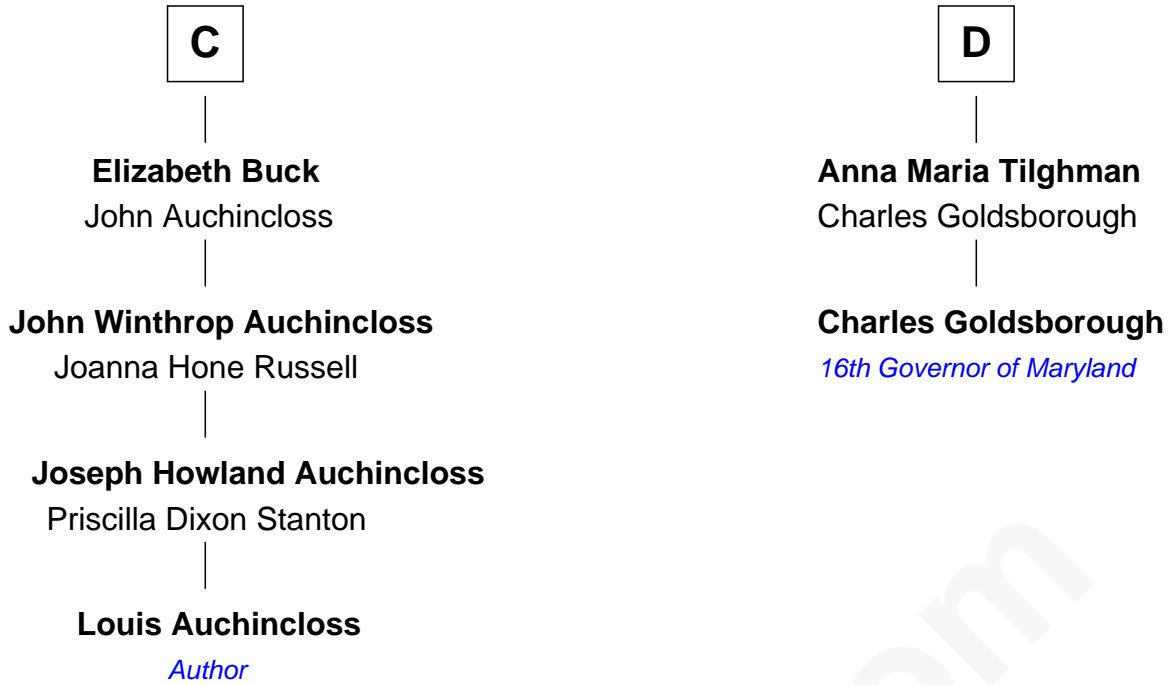 C
Elizabeth Buck
John Auchincloss
John Winthrop Auchincloss
Joanna Hone Russell
Joseph Howland Auchincloss
Priscilla Dixon Stanton
Louis Auchincloss
Author
D
Anna Maria Tilghman
Charles Goldsborough
Charles Goldsborough
16th Governor of Maryland
om